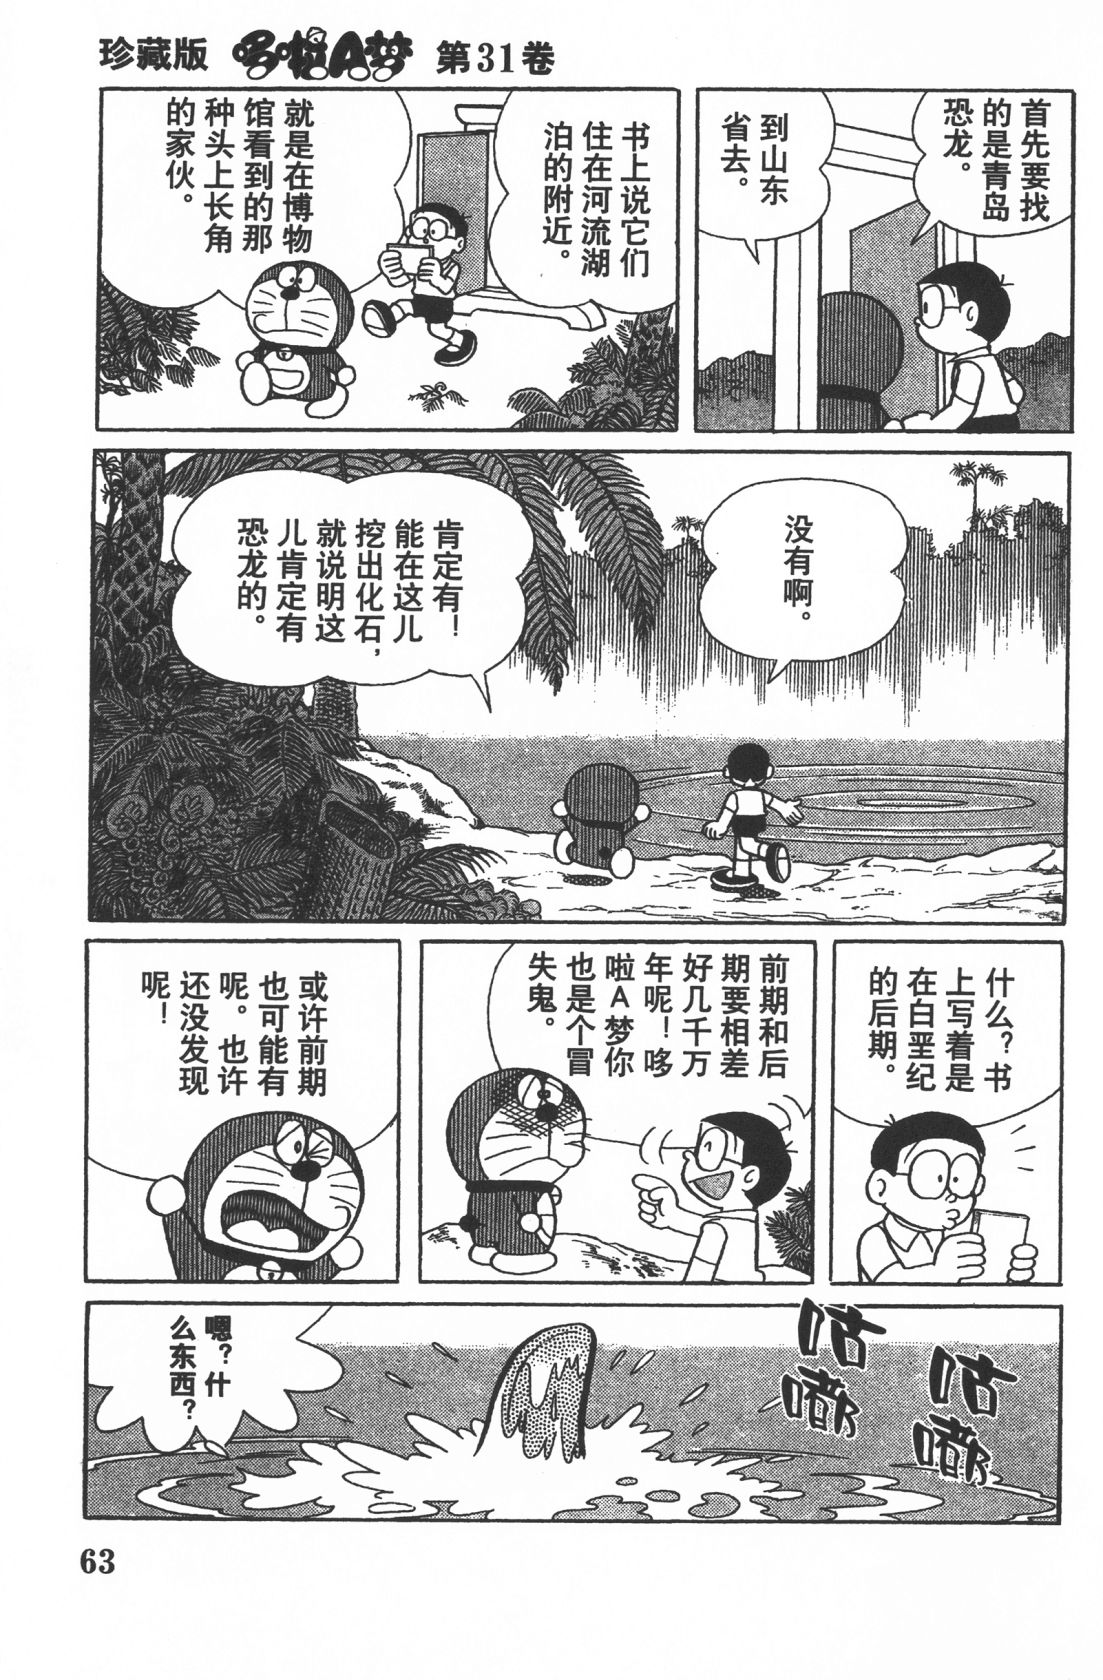 珍藏版 哆啦A梦 第31卷
首先要找
的是青岛
恐龙。
到山东
省去。
书上说它们
住在河流湖
泊的附近。
就是在博物
馆看到的那
种头上长角
的家伙。
没有啊。
肯定有！
能在这儿
挖出化石，
就说明这
儿肯定有
恐龙的。
什么？书
上写着是
在白垩纪
的后期。
前期和后
期要相差
好几千万
年呢！哆
啦A梦你
也是个冒
失鬼。
或许前期
也可能有
呢。也许
还没发现
呢！
咕嘟
咕嘟
嗯？什
么东西？
63